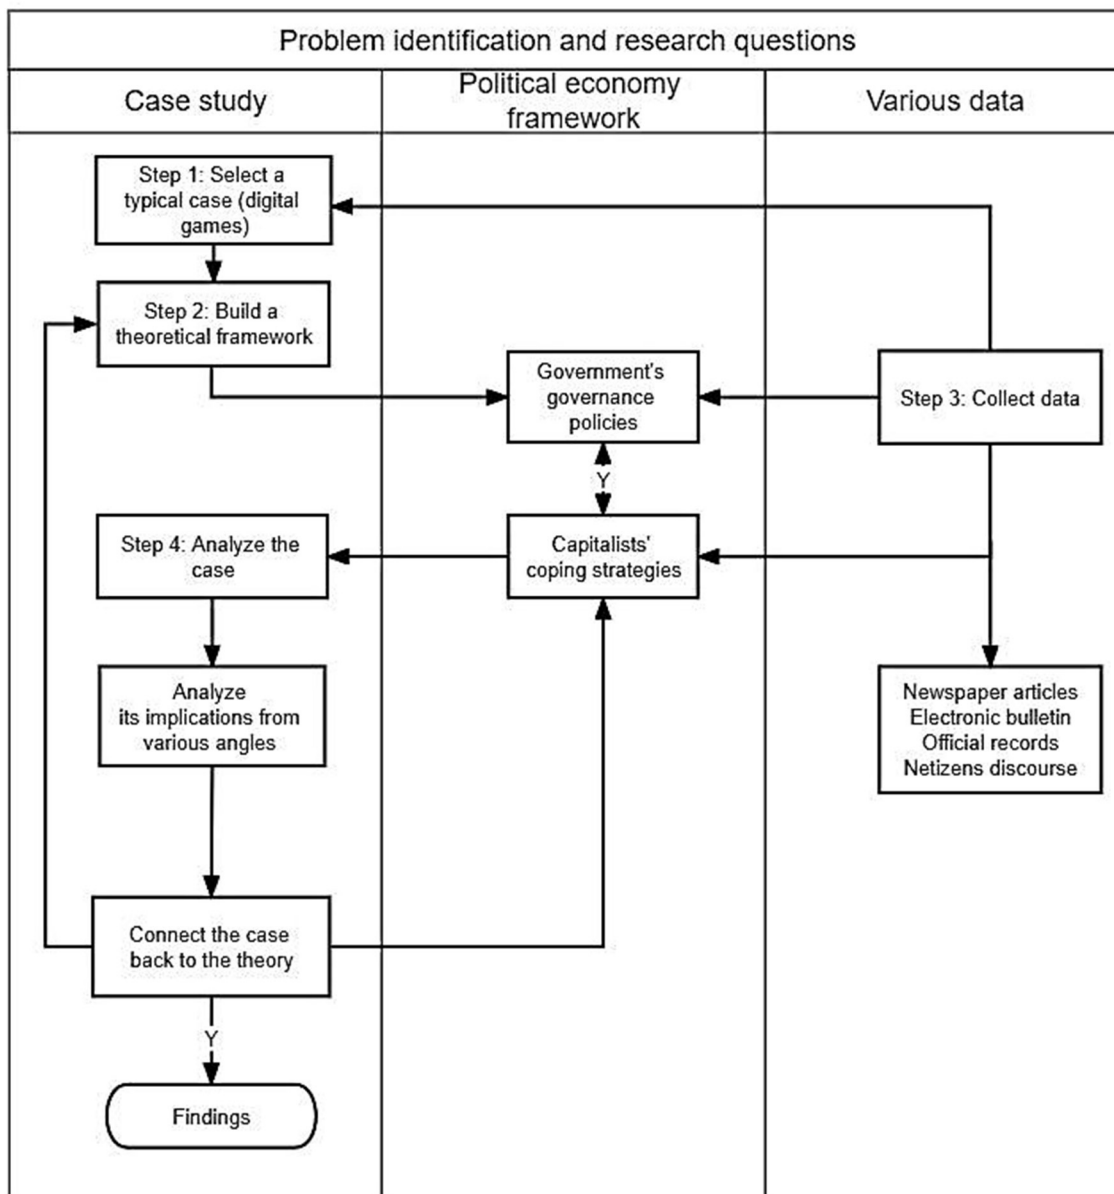 Problem identification and research questions
Case study
Political economy
framework
Various data
Step 1: Select a
typical case (digital
games)
Step 2: Build a
theoretical framework
Government's
governance
policies
Step 3: Collect data
Y
Step 4: Analyze the
case
Capitalists'
coping strategies
Analyze
its implications from
various angles
Newspaper articles
Electronic bulletin
Official records
Netizens discourse
Connect the case
back to the theory
Y
Findings